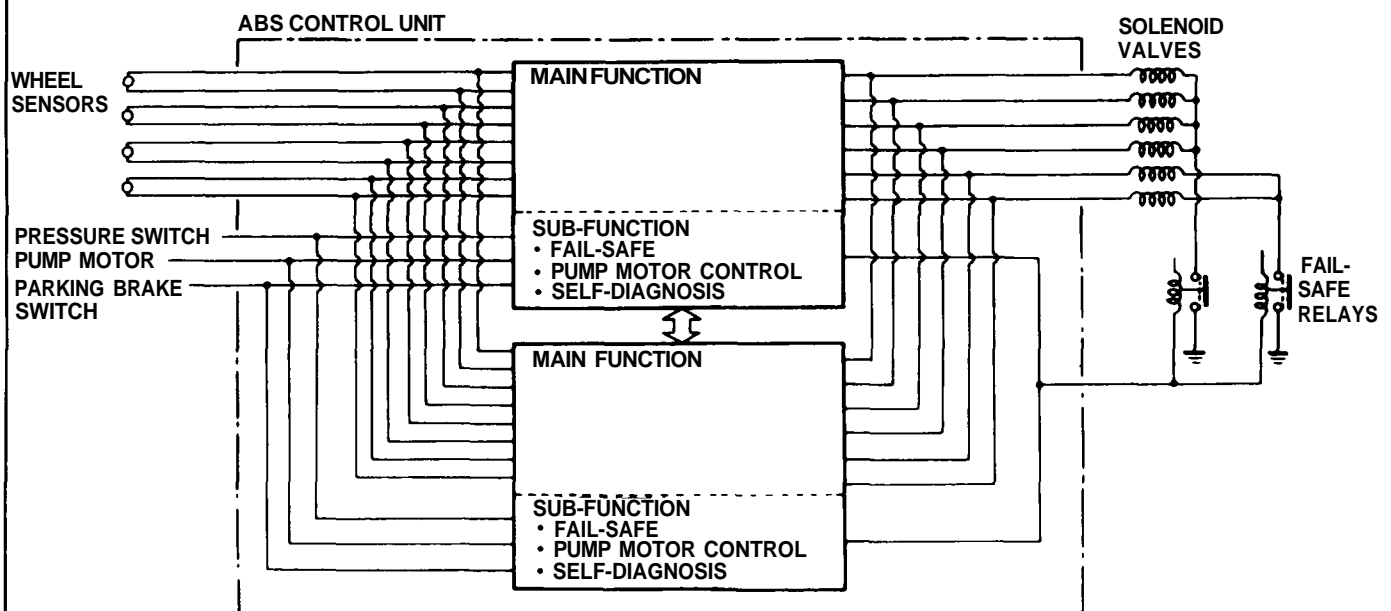 ABS CONTROL UNIT
SOLENOID
VALVES
WHEEL
SENSORS
MAIN FUNCTION
PRESSURE SWITCH
PUMP MOTOR
PARKING BRAKE
SWITCH
SUB-FUNCTION
• FAIL-SAFE
• PUMP MOTOR CONTROL
• SELF-DIAGNOSIS
FAIL-
SAFE
RELAYS
MAIN FUNCTION
SUB-FUNCTION
• FAIL-SAFE
• PUMP MOTOR CONTROL
• SELF-DIAGNOSIS